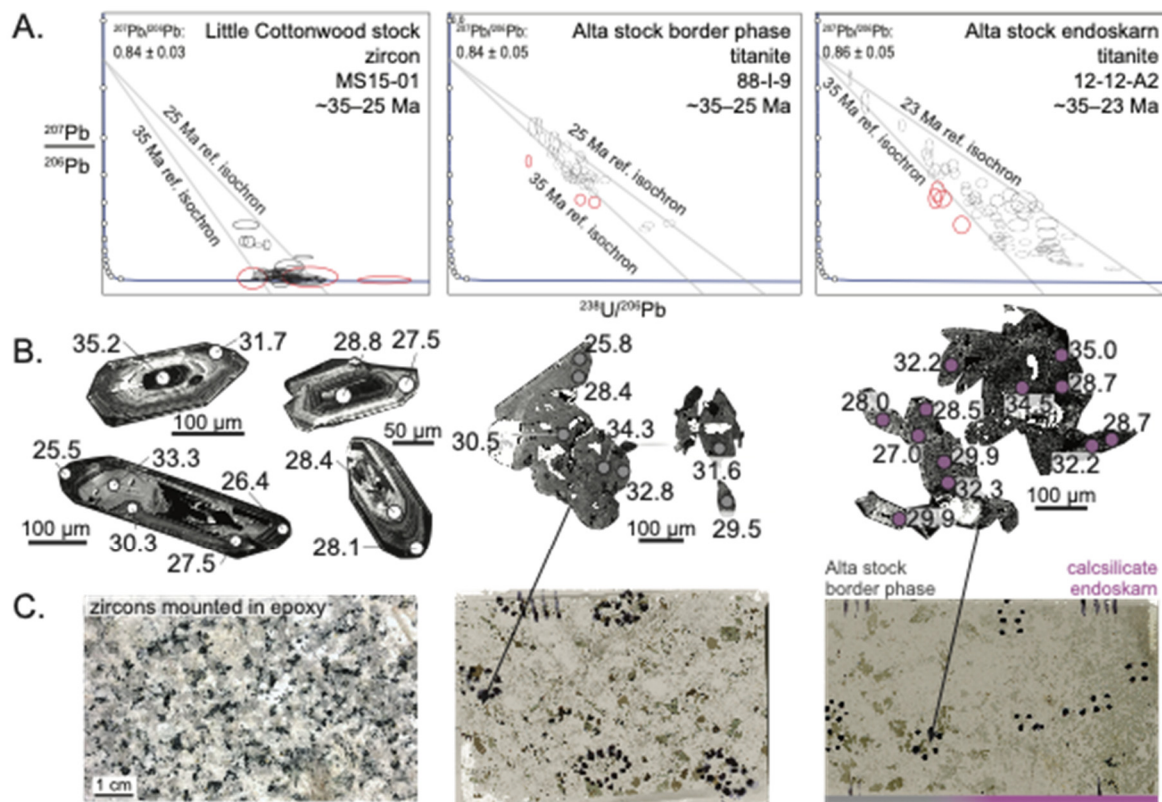 A.
207Pb/206Pb:
0.84 ± 0.03
Little Cottonwood stock
zircon
MS15-01
~35–25 Ma
207Pb
206Pb
25 Ma ref. isochron
35 Ma ref. isochron
207Pb/206Pb:
0.84 ± 0.05
Alta stock border phase
titanite
88-I-9
~35–25 Ma
25 Ma ref. isochron
35 Ma ref. isochron
207Pb/206Pb:
0.86 ± 0.05
Alta stock endoskarn
titanite
12-12-A2
~35–23 Ma
23 Ma ref. isochron
35 Ma ref. isochron
238U/206Pb
B.
35.2
31.7
100 µm
28.8
27.5
50 µm
25.5
33.3
26.4
100 µm
30.3
27.5
28.4
28.1
25.8
28.4
30.5
34.3
32.8
100 µm
31.6
29.5
32.2
35.0
28.0
28.5
34.5
28.7
27.0
29.9
28.7
32.2
32.3
100 µm
29.9
C.
zircons mounted in epoxy
1 cm
Alta stock
border phase
calcsilicate
endoskarn